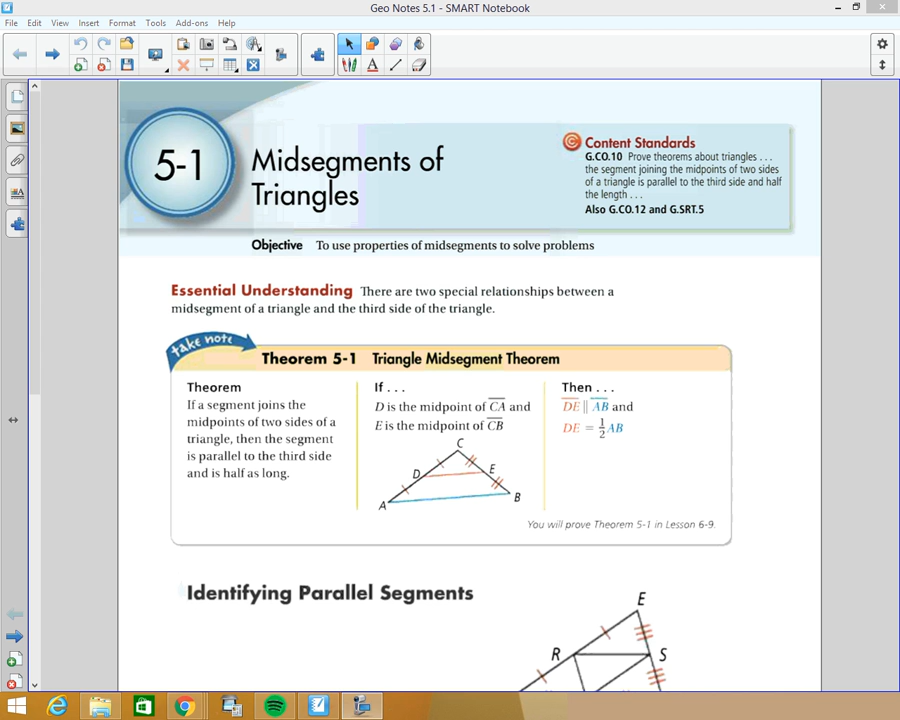 Geo Notes 5.1 - SMART Notebook
File Edit View Insert Format Tools Add-ons Help
5-1
Midsegments of
Triangles
Content Standards
G.CO.10 Prove theorems about triangles . . .
the segment joining the midpoints of two sides
of a triangle is parallel to the third side and half
the length . . .
Also G.CO.12 and G.SRT.5
Objective To use properties of midsegments to solve problems
Essential Understanding There are two special relationships between a
midsegment of a triangle and the third side of the triangle.
take note
Theorem 5-1 Triangle Midsegment Theorem
Theorem
If a segment joins the
midpoints of two sides of a
triangle, then the segment
is parallel to the third side
and is half as long.
If . . .
D is the midpoint of CA and
E is the midpoint of CB
C
D
E
A
B
Then . . .
DE || AB and
DE = 1/2 AB
You will prove Theorem 5-1 in Lesson 6-9.
Identifying Parallel Segments
E
R
S